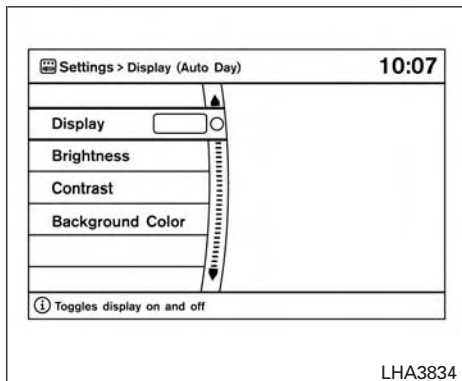 Settings > Display (Auto Day) 10:07
Display
Brightness
Contrast
Background Color
i Toggles display on and off
LHA3834